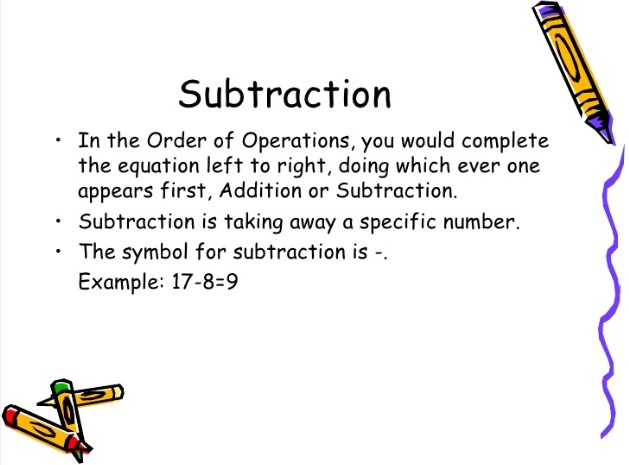 Subtraction
• In the Order of Operations, you would complete
the equation left to right, doing which ever one
appears first, Addition or Subtraction.
• Subtraction is taking away a specific number.
• The symbol for subtraction is -.
Example: 17-8=9